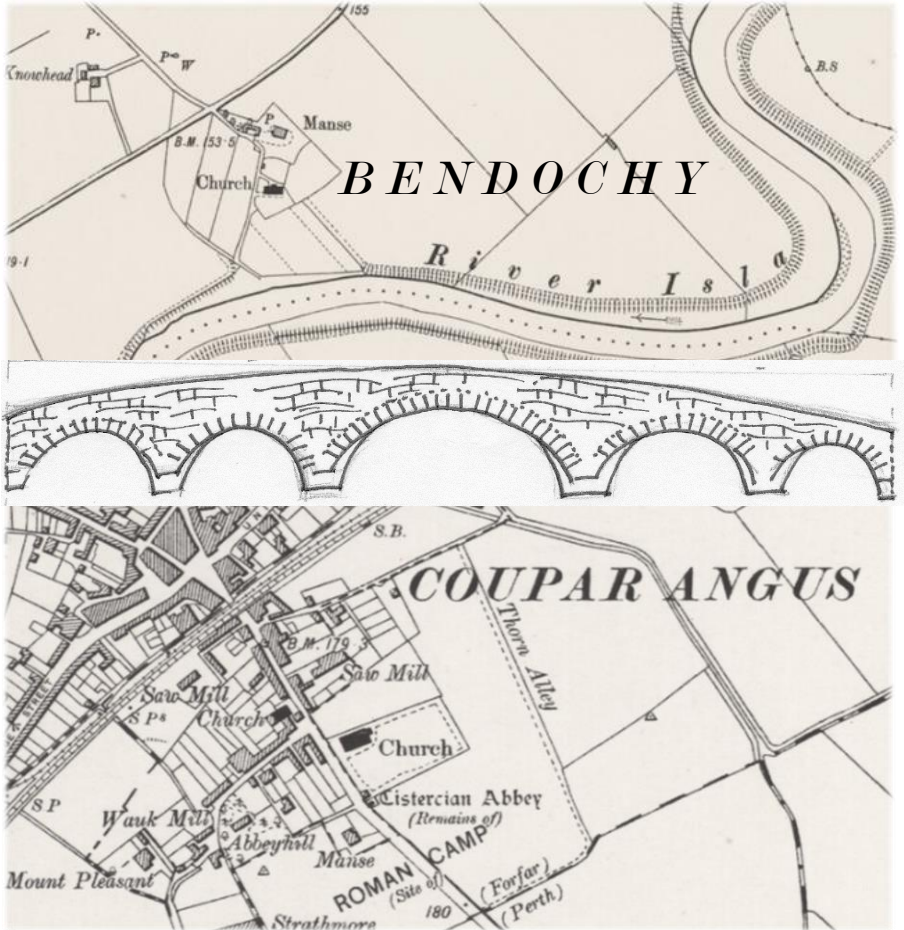 155
P.
P W
Knowhead
B.S
P
Manse
B.M. 153·5
BENDOCHY
Church
River Isla
S.B.
COUPAR ANGUS
Thorn Alley
B.M. 179·3
Saw Mill
Saw Mill
S Ps
Church
Church
Cistercian Abbey
(Remains of)
S P
Wauk Mill
Abbeyhill
Manse
ROMAN CAMP
(Site of)
Mount Pleasant
(Forfar)
(Perth)
180
Strathmore